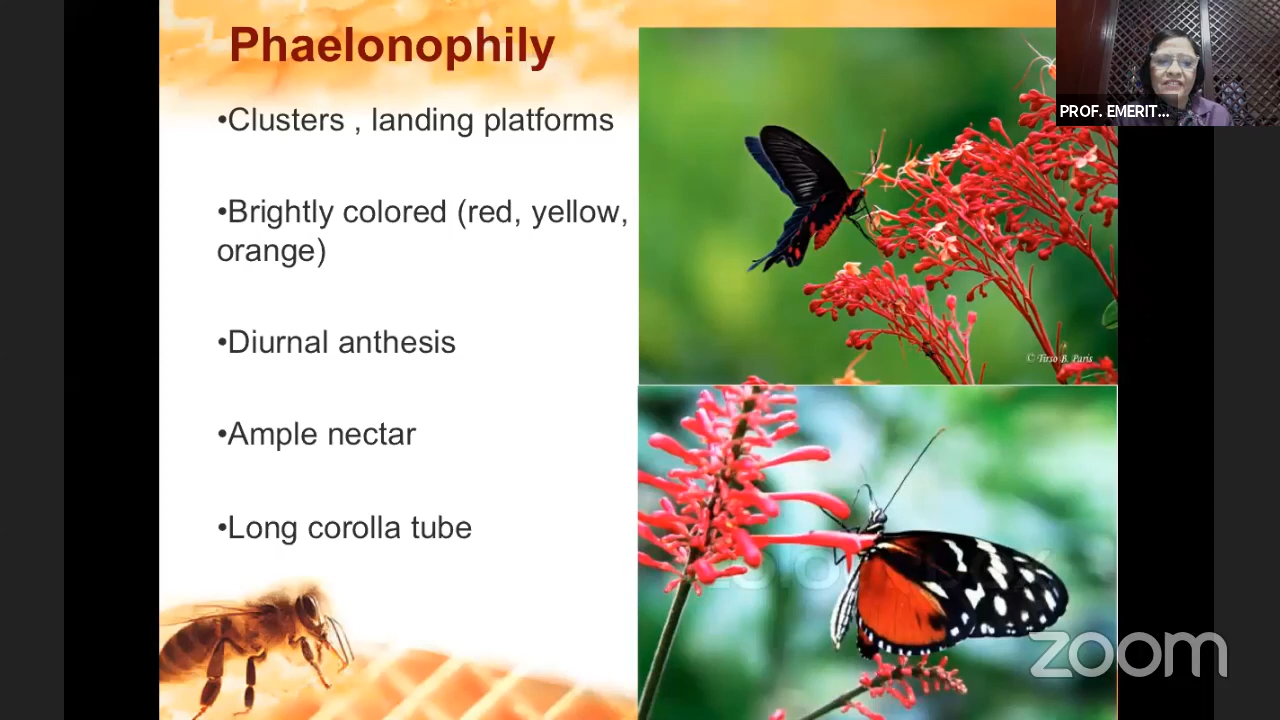 Phaelonophily
•Clusters , landing platforms
•Brightly colored (red, yellow,
orange)
•Diurnal anthesis
•Ample nectar
•Long corolla tube
PROF. EMERIT...
© Tirso B. Paris
zoom